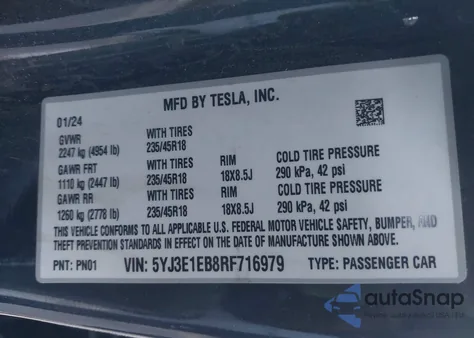 MFD BY TESLA, INC.
01/24
GVWR WITH TIRES
2247 kg (4954 lb) 235/45R18
GAWR FRT WITH TIRES RIM COLD TIRE PRESSURE
1110 kg (2447 lb) 235/45R18 18X8.5J 290 kPa, 42 psi
GAWR RR WITH TIRES RIM COLD TIRE PRESSURE
1260 kg (2778 lb) 235/45R18 18X8.5J 290 kPa, 42 psi
THIS VEHICLE CONFORMS TO ALL APPLICABLE U.S. FEDERAL MOTOR VEHICLE SAFETY, BUMPER, AND
THEFT PREVENTION STANDARDS IN EFFECT ON THE DATE OF MANUFACTURE SHOWN ABOVE.
PNT: PN01 VIN: 5YJ3E1EB8RF716979 TYPE: PASSENGER CAR
autoSnap